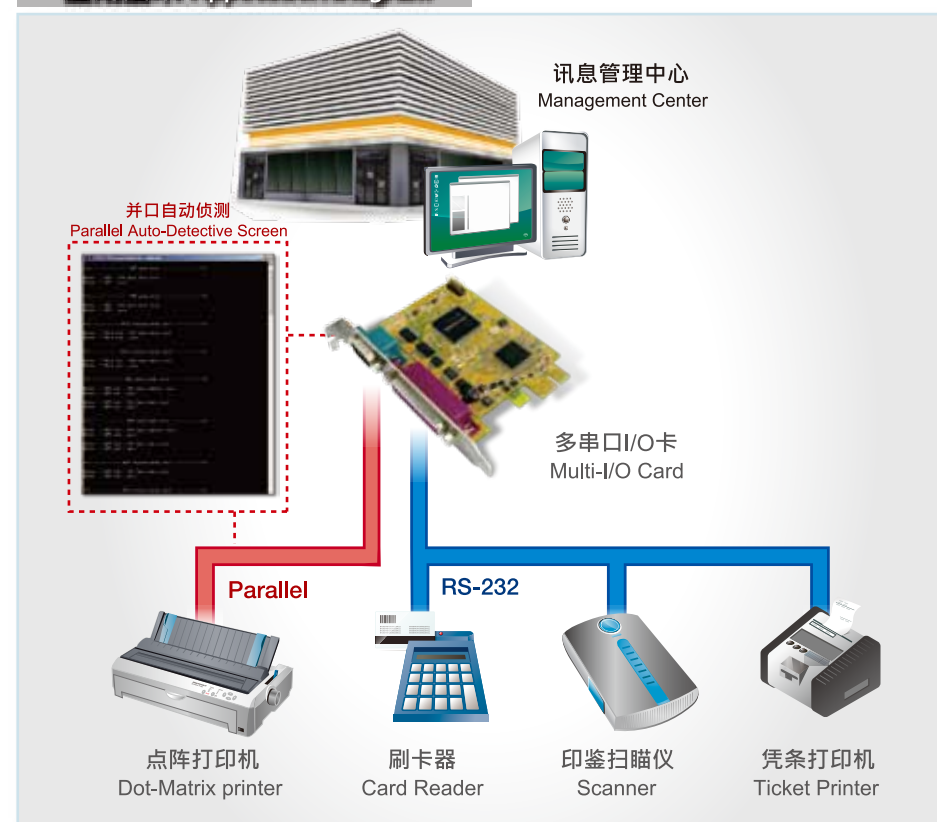 讯息管理中心
Management Center
并口自动侦测
Parallel Auto-Detective Screen
多串口I/O卡
Multi-I/O Card
Parallel
RS-232
点阵打印机
Dot-Matrix printer
刷卡器
Card Reader
印鉴扫瞄仪
Scanner
凭条打印机
Ticket Printer